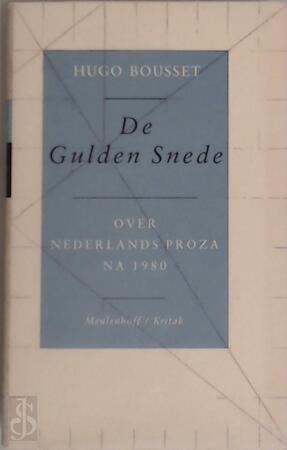 HUGO BOUSSET
De
Gulden Snede
OVER
NEDERLANDS PROZA
NA 1980
Meulenhoff / Kritak